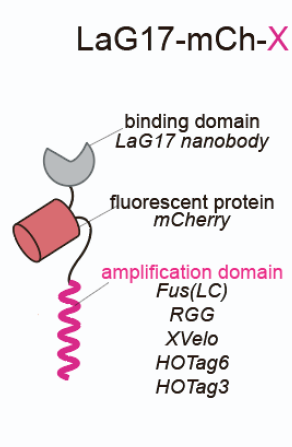 LaG17-mCh-X
binding domain
LaG17 nanobody
fluorescent protein
mCherry
amplification domain
Fus(LC)
RGG
XVelo
HOTag6
HOTag3